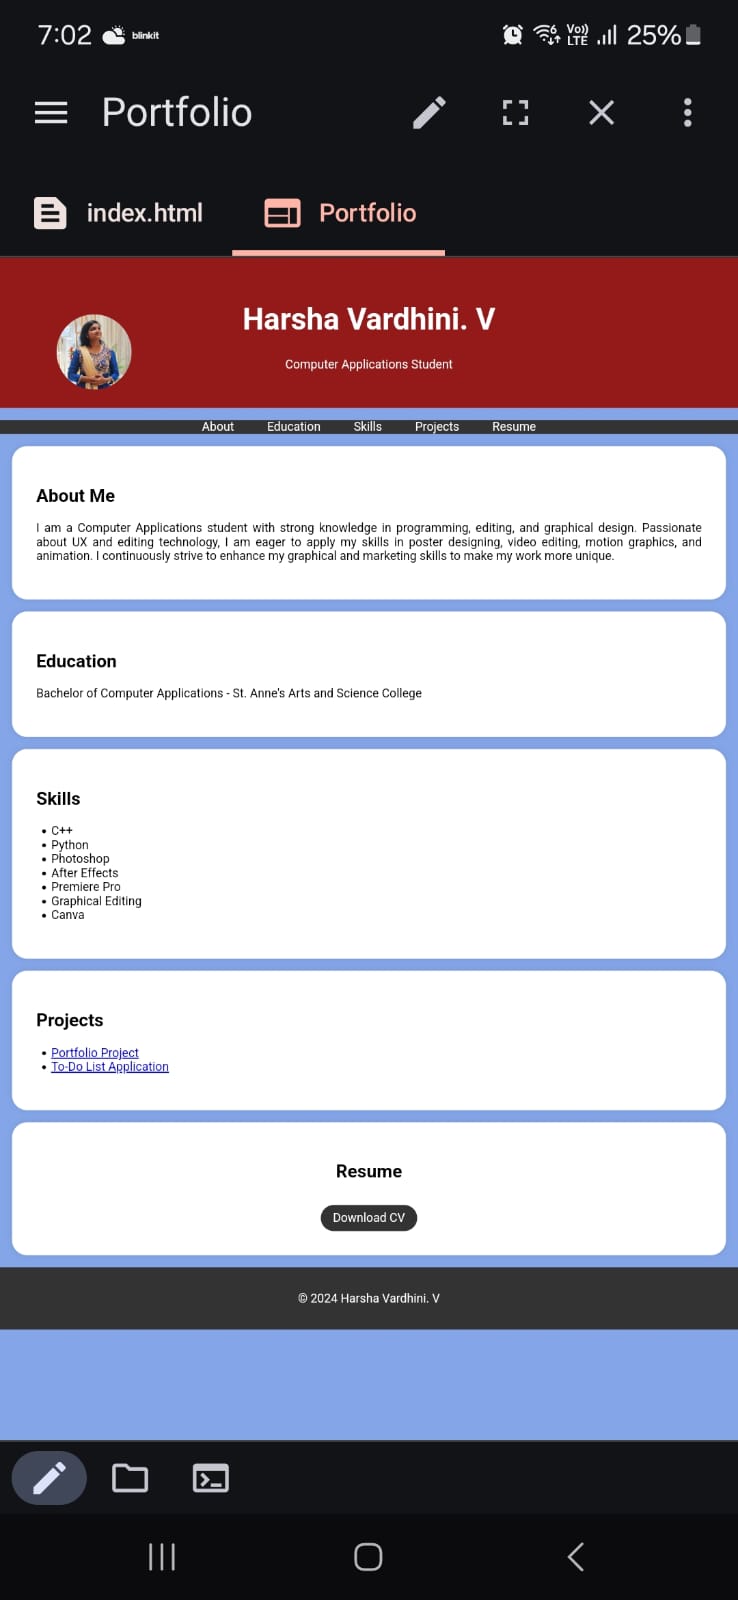 7:02 blinkit Vo)) LTE 6 25%
Portfolio
index.html Portfolio
Harsha Vardhini. V
Computer Applications Student
About Education Skills Projects Resume
About Me
I am a Computer Applications student with strong knowledge in programming, editing, and graphical design. Passionate
about UX and editing technology, I am eager to apply my skills in poster designing, video editing, motion graphics, and
animation. I continuously strive to enhance my graphical and marketing skills to make my work more unique.
Education
Bachelor of Computer Applications - St. Anne's Arts and Science College
Skills
• C++
• Python
• Photoshop
• After Effects
• Premiere Pro
• Graphical Editing
• Canva
Projects
• Portfolio Project
• To-Do List Application
Resume
Download CV
© 2024 Harsha Vardhini. V